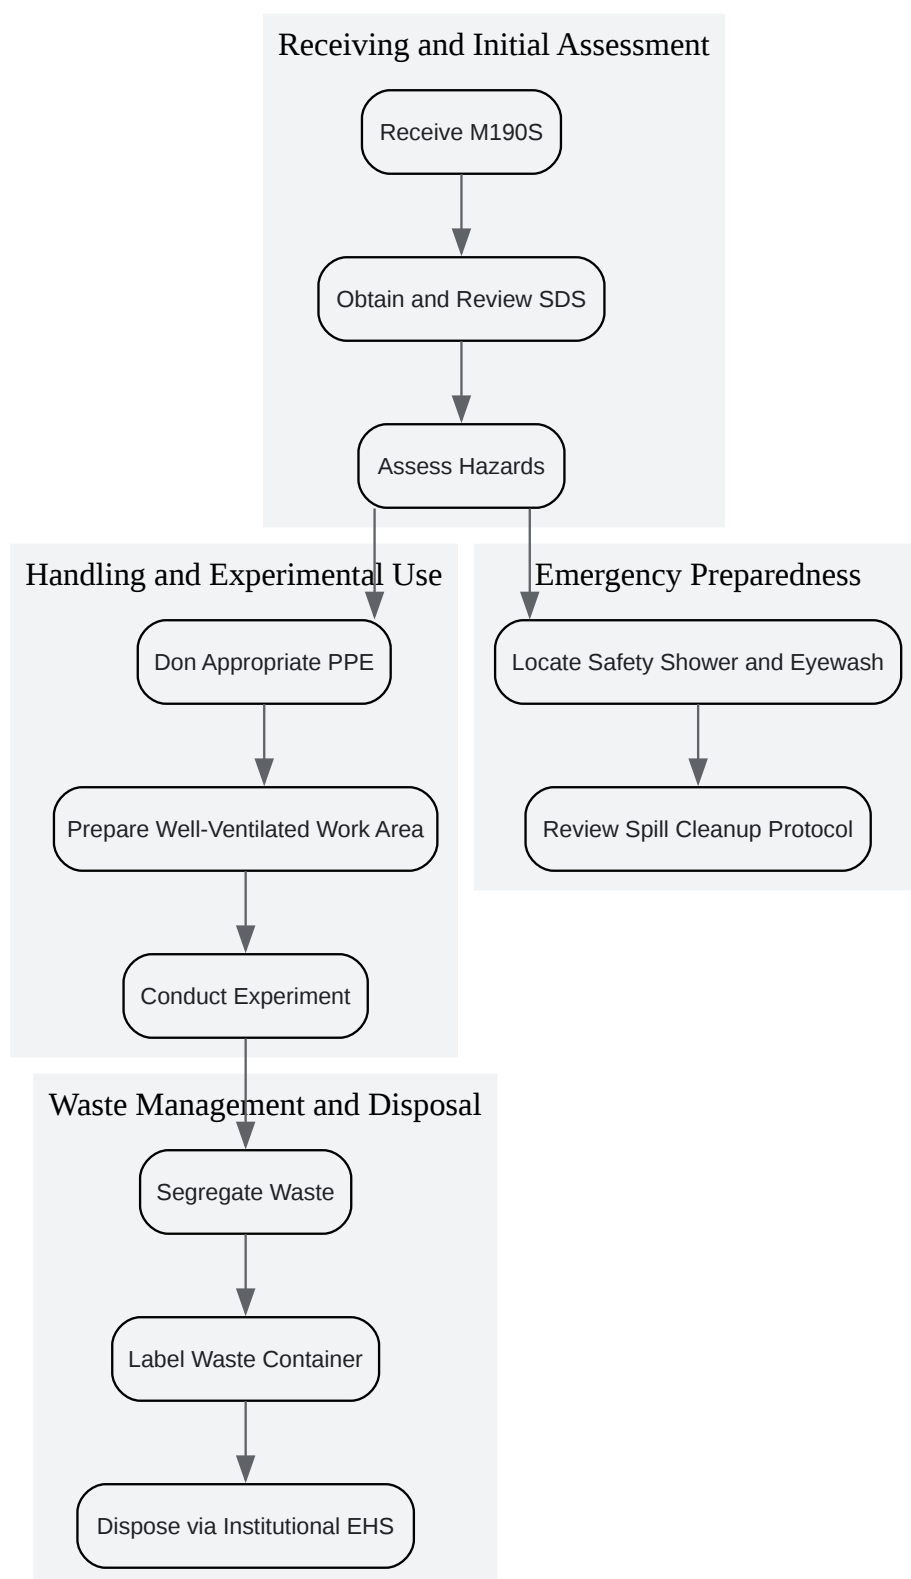 Receiving and Initial Assessment
Receive M190S
Obtain and Review SDS
Assess Hazards
Handling and Experimental Use
Don Appropriate PPE
Prepare Well-Ventilated Work Area
Conduct Experiment
Emergency Preparedness
Locate Safety Shower and Eyewash
Review Spill Cleanup Protocol
Waste Management and Disposal
Segregate Waste
Label Waste Container
Dispose via Institutional EHS